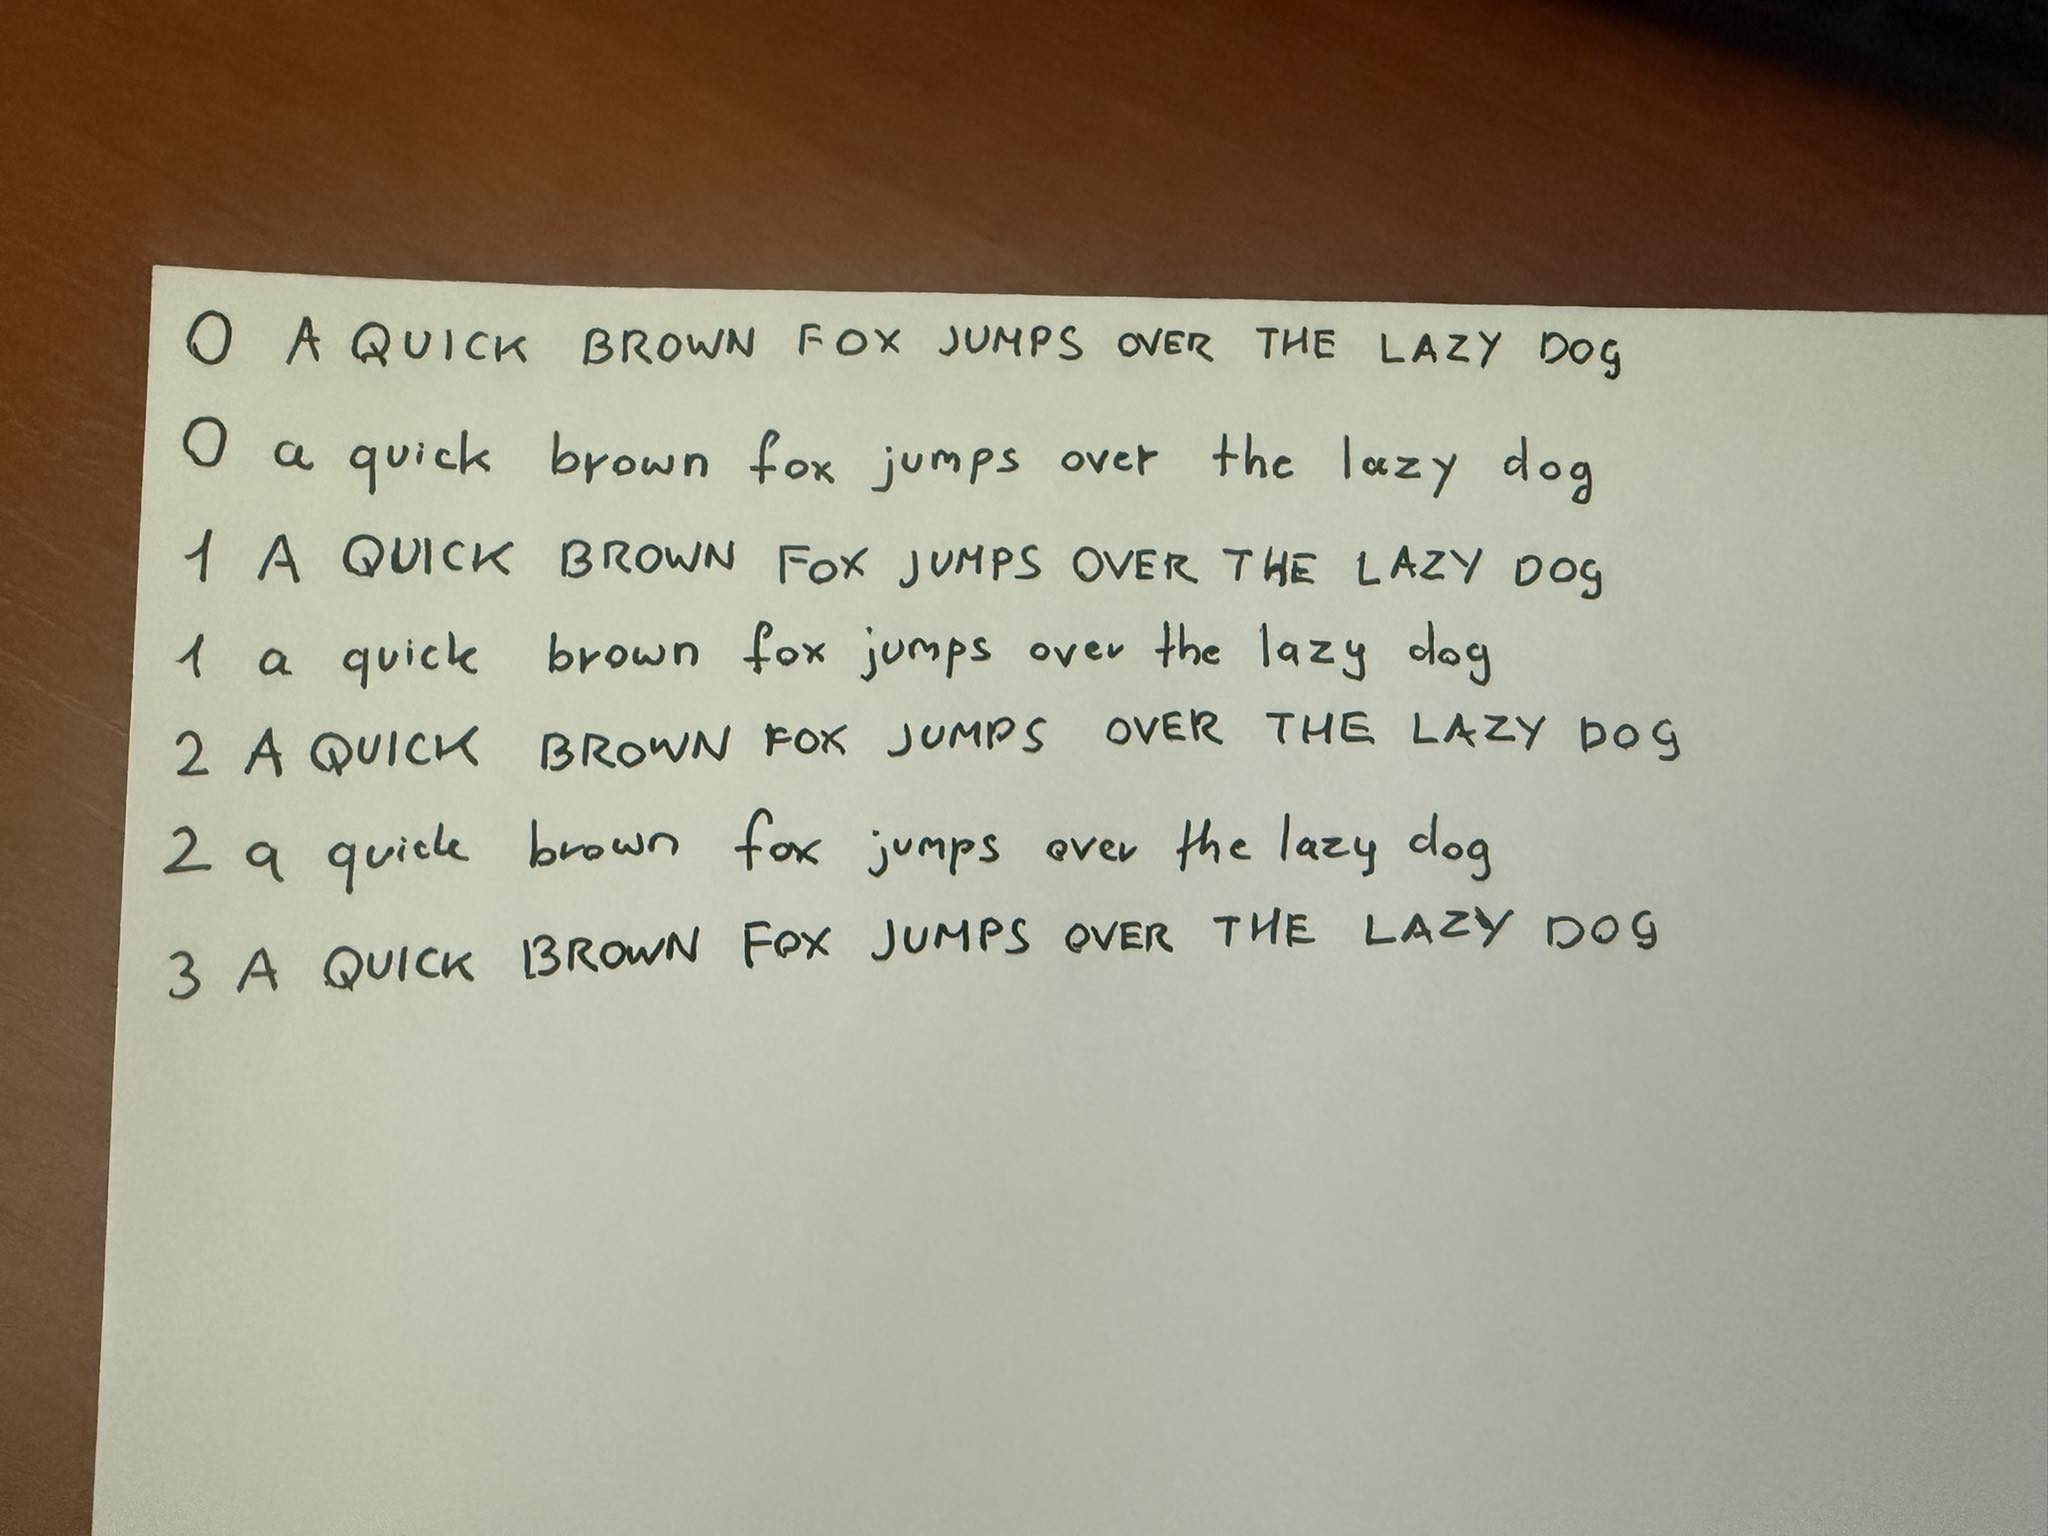 0 A QUICK BROWN FOX JUMPS OVER THE LAZY DOG
0 a quick brown fox jumps over the lazy dog
1 A QUICK BROWN FOX JUMPS OVER THE LAZY DOG
1 a quick brown fox jumps over the lazy dog
2 A QUICK BROWN FOX JUMPS OVER THE LAZY DOG
2 a quick brown fox jumps over the lazy dog
3 A QUICK BROWN FOX JUMPS OVER THE LAZY DOG